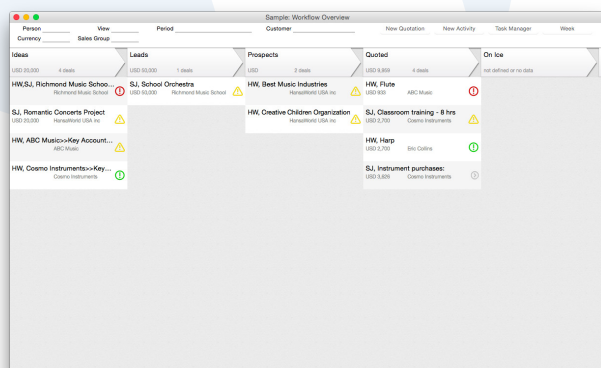 Sample: Workflow Overview
Person View Period Customer New Quotation New Activity Task Manager Week
Currency Sales Group
Ideas Leads Prospects Quoted On Ice
USD 20,000 4 deals USD 50,000 1 deals USD 2 deals USD 9,859 4 deals not defined or no data
HW,SJ, Richmond Music Schoo... SJ, School Orchestra HW, Best Music Industries HW, Flute
Richmond Music School USD 50,000 Richmond Music School HansaWorld USA inc USD 933 ABC Music
SJ, Romantic Concerts Project HW, Creative Children Organization SJ, Classroom training - 8 hrs
USD 20,000 HansaWorld USA inc HansaWorld USA inc USD 2,700 Cosmo Instruments
HW, ABC Music>>Key Account... HW, Harp
ABC Music USD 2,700 Eric Collins
HW, Cosmo Instruments>>Key... SJ, Instrument purchases:
Cosmo Instruments USD 3,626 Cosmo Instruments